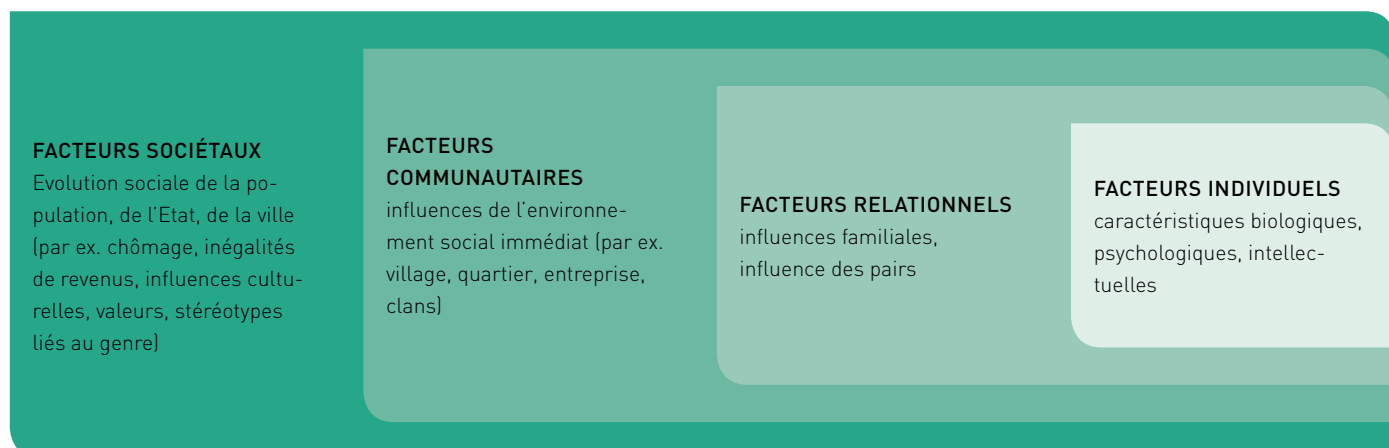 FACTEURS SOCIÉTAUX
Evolution sociale de la po-
pulation, de l'Etat, de la ville
(par ex. chômage, inégalités
de revenus, influences cultu-
relles, valeurs, stéréotypes
liés au genre)
FACTEURS
COMMUNAUTAIRES
influences de l'environne-
ment social immédiat (par ex.
village, quartier, entreprise,
clans)
FACTEURS RELATIONNELS
influences familiales,
influence des pairs
FACTEURS INDIVIDUELS
caractéristiques biologiques,
psychologiques, intellec-
tuelles